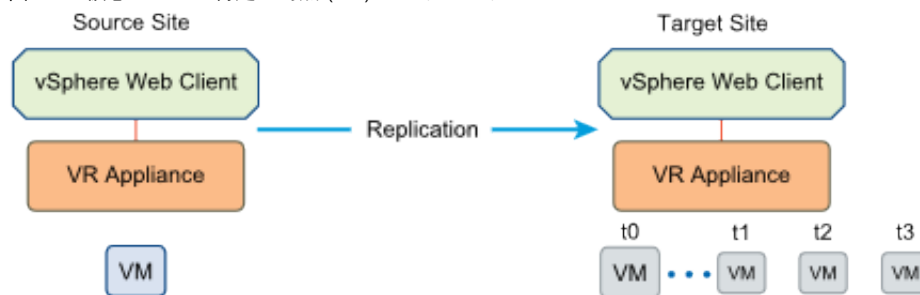 Source Site
Target Site
vSphere Web Client
vSphere Web Client
Replication
VR Appliance
VR Appliance
t0
t1
t2
t3
VM
VM
VM
VM
VM